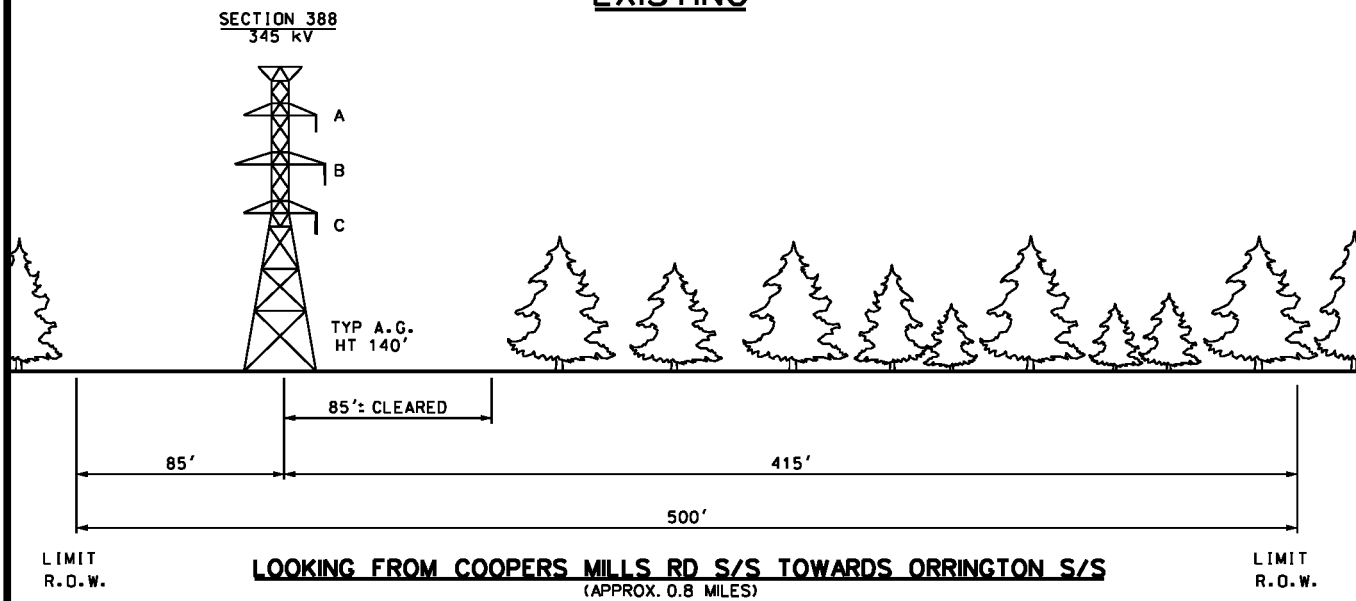 EXISTING
SECTION 388
345 kV
A
B
C
TYP A.G.
HT 140'
85'± CLEARED
85'
415'
500'
LIMIT
R.O.W.
LOOKING FROM COOPERS MILLS RD S/S TOWARDS ORRINGTON S/S
(APPROX. 0.8 MILES)
LIMIT
R.O.W.